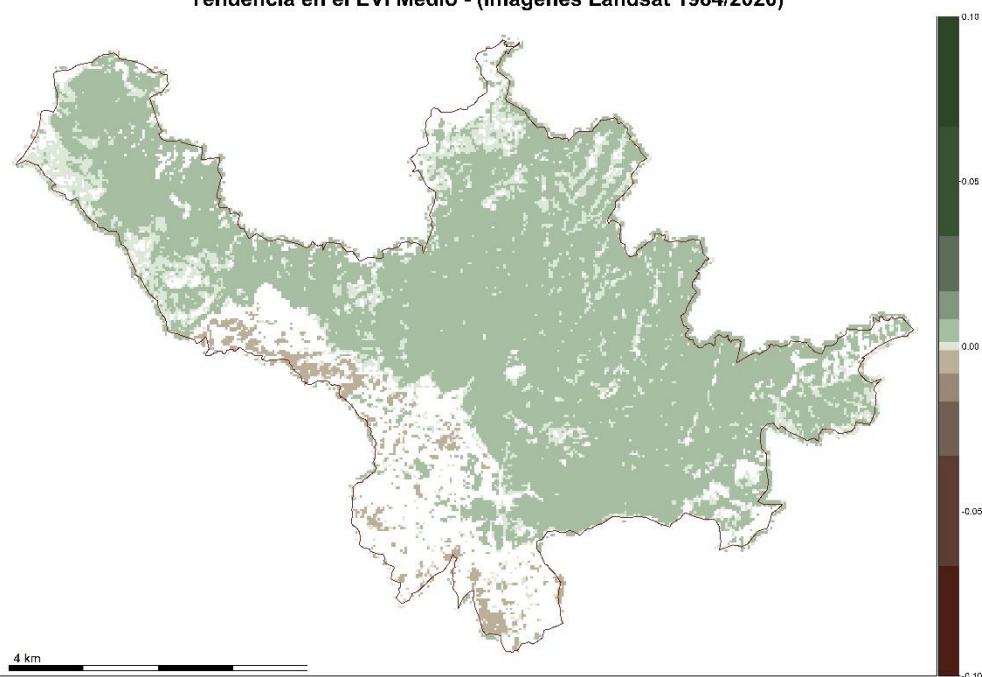 Tendencia en el EVI Medio - (Imágenes Landsat 1984/2020)
0.10
-0.05
0.00
-0.05
-0.10
4 km